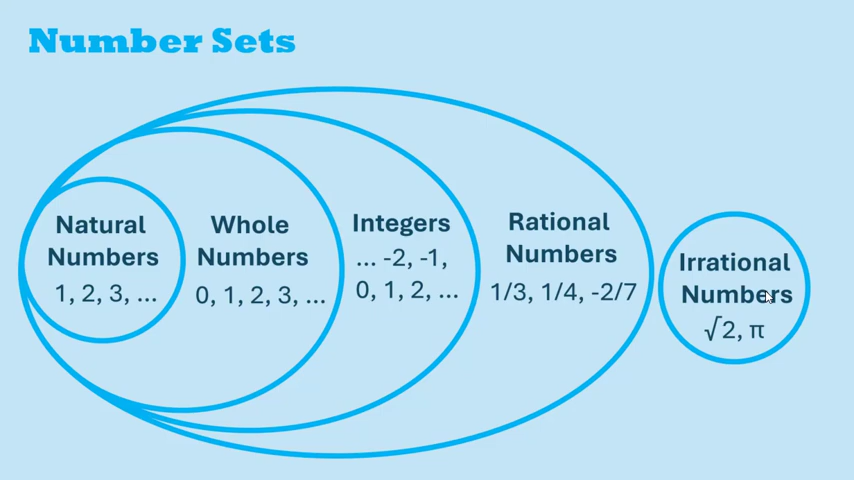 Number Sets
Natural
Numbers
1, 2, 3, ...
Whole
Numbers
0, 1, 2, 3, ...
Integers
... -2, -1,
0, 1, 2, ...
Rational
Numbers
1/3, 1/4, -2/7
Irrational
Numbers
√2, π